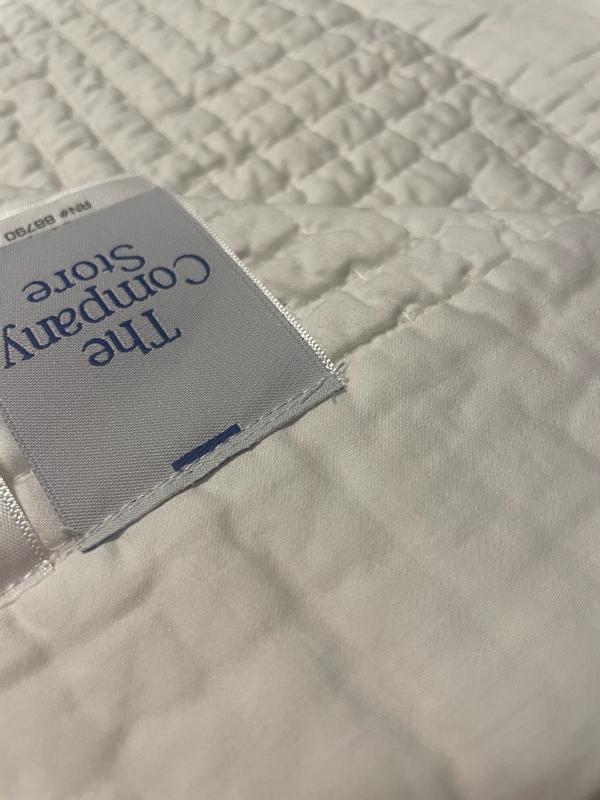 The
Company
Store
RN# 88790